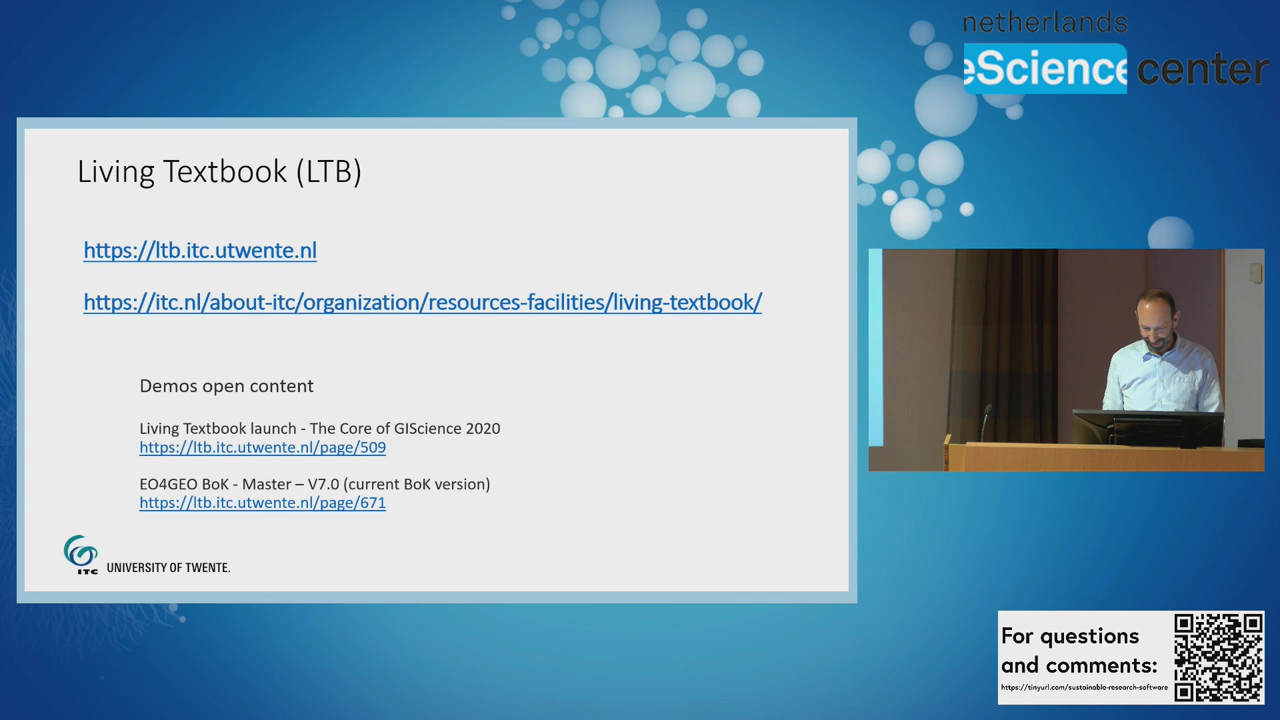 netherlands
eScience center
Living Textbook (LTB)
https://ltb.itc.utwente.nl
https://itc.nl/about-itc/organization/resources-facilities/living-textbook/
Demos open content
Living Textbook launch - The Core of GIScience 2020
https://ltb.itc.utwente.nl/page/509
EO4GEO BoK - Master – V7.0 (current BoK version)
https://ltb.itc.utwente.nl/page/671
ITC
UNIVERSITY OF TWENTE.
For questions
and comments:
https://tinyurl.com/sustainable-research-software